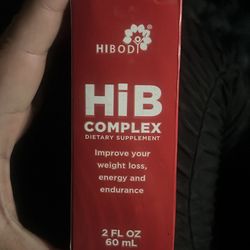 HIBODI
HiB
COMPLEX
DIETARY SUPPLEMENT
Improve your
weight loss,
energy and
endurance
2 FL OZ
60 mL